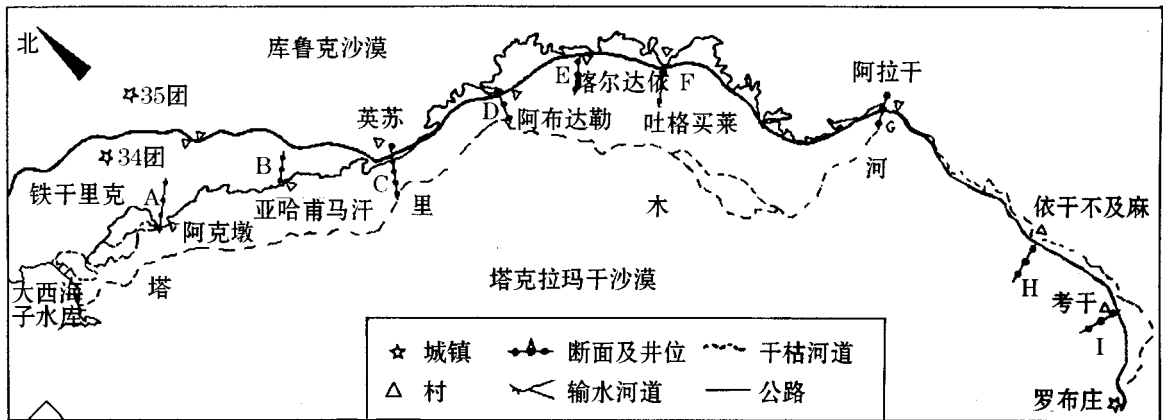 北
库鲁克沙漠
35团
34团
英苏
E
喀尔达依
F
阿拉干
D
阿布达勒
吐格买莱
G
铁干里克
A
B
C
亚哈甫马汗
阿克墩
里
木
河
依干不及麻
大西海
子水库
塔
塔克拉玛干沙漠
H
考干
I
城镇
断面及井位
干枯河道
村
输水河道
公路
罗布庄